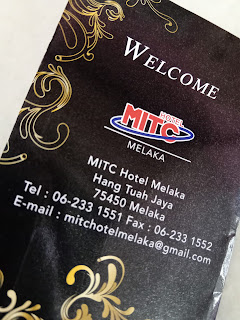 WELCOME
HOTEL
MITC
MELAKA
MITC Hotel Melaka
Hang Tuah Jaya
75450 Melaka
Tel : 06-233 1551 Fax : 06-233 1552
E-mail : mitchotelmelaka@gmail.com